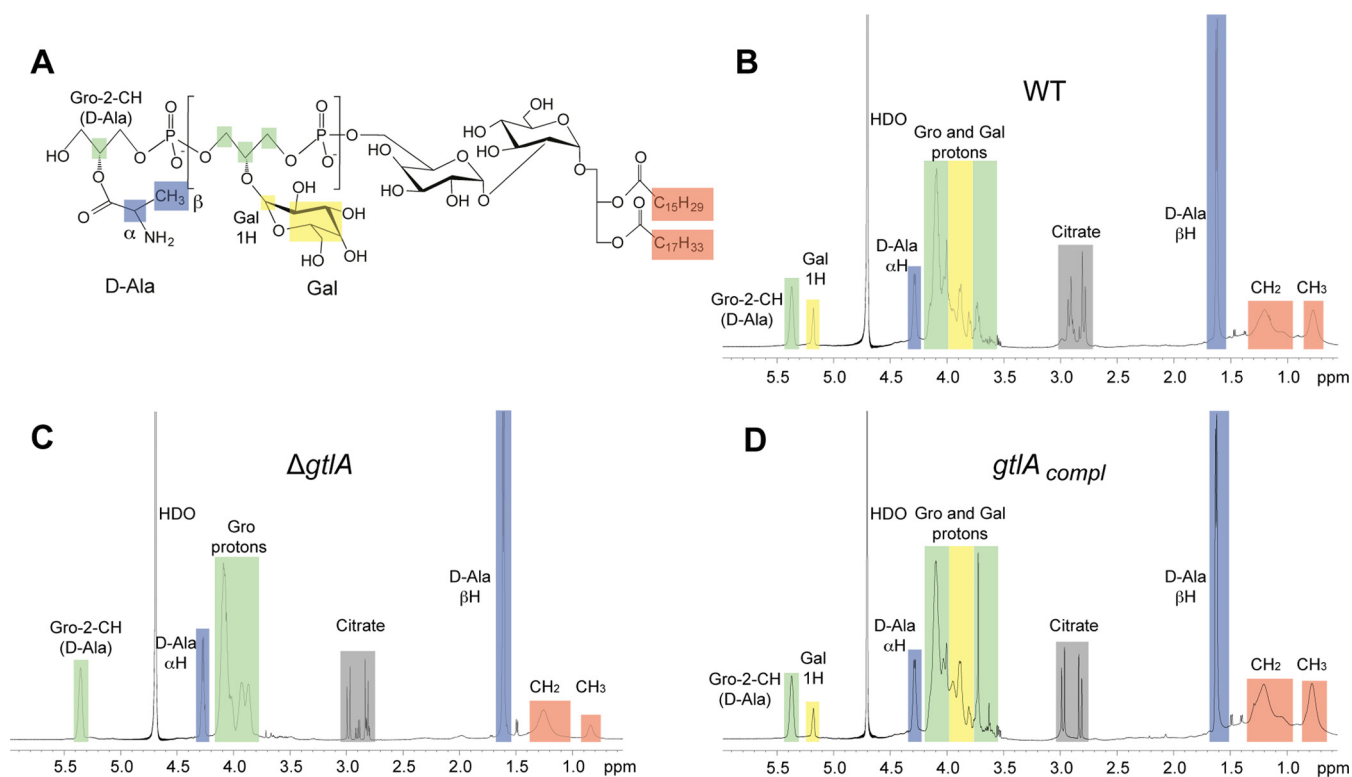 A
Gro-2-CH
(D-Ala)
O
P
O
O-
O
P
O
O-
HO
O
O
O
O
O
CH3
β
α
NH2
D-Ala
Gal
1H
HO
O
OH
OH
HO
Gal
HO
HO
O
HO
HO
O
HO
HO
HO
O
O
O
O
O
O
O
C15H29
C17H33
B
WT
HDO
Gro and Gal
protons
D-Ala
αH
Gal
1H
Gro-2-CH
(D-Ala)
Citrate
D-Ala
βH
CH2
CH3
5.5 5.0 4.5 4.0 3.5 3.0 2.5 2.0 1.5 1.0 ppm
C
ΔgtlA
HDO
Gro
protons
Gro-2-CH
(D-Ala)
D-Ala
αH
Citrate
D-Ala
βH
CH2
CH3
5.5 5.0 4.5 4.0 3.5 3.0 2.5 2.0 1.5 1.0 ppm
D
gtlA compl
HDO
Gro and Gal
protons
D-Ala
αH
Gal
1H
Gro-2-CH
(D-Ala)
Citrate
D-Ala
βH
CH2
CH3
5.5 5.0 4.5 4.0 3.5 3.0 2.5 2.0 1.5 1.0 ppm